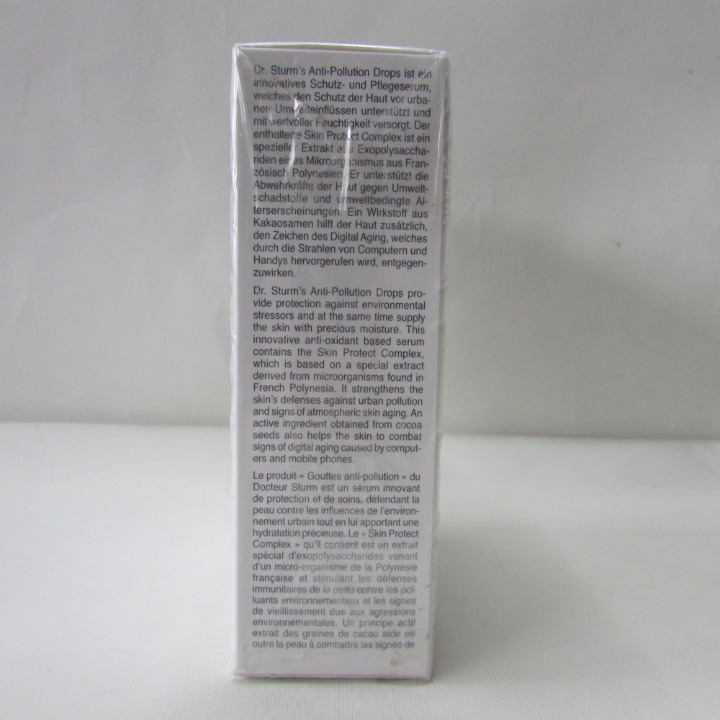 Dr. Sturm's Anti-Pollution Drops ist ein
innovatives Schutz- und Pflegeserum,
welches den Schutz der Haut vor urba-
nen Umwelteinflüssen unterstützt und
mit wertvoller Feuchtigkeit versorgt. Der
enthaltene Skin Protect Complex ist ein
spezieller Extrakt aus Exopolysaccha-
riden eines Mikroorganismus aus Fran-
zösisch Polynesien. Er unterstützt die
Abwehrkräfte der Haut gegen Umwelt-
schadstoffe und umweltbedingte Al-
terserscheinungen. Ein Wirkstoff aus
Kakaosamen hilft der Haut zusätzlich,
den Zeichen des Digital Aging, welches
durch die Strahlen von Computern und
Handys hervorgerufen wird, entgegen-
zuwirken.
Dr. Sturm's Anti-Pollution Drops pro-
vide protection against environmental
stressors and at the same time supply
the skin with precious moisture. This
innovative anti-oxidant based serum
contains the Skin Protect Complex,
which is based on a special extract
derived from microorganisms found in
French Polynesia. It strengthens the
skin's defenses against urban pollution
and signs of atmospheric skin aging. An
active ingredient obtained from cocoa
seeds also helps the skin to combat
signs of digital aging caused by comput-
ers and mobile phones.
Le produit « Gouttes anti-pollution » du
Docteur Sturm est un sérum innovant
de protection et de soins, défendant la
peau contre les influences de l'environ-
nement urbain tout en lui apportant une
hydratation précieuse. Le « Skin Protect
Complex » qu'il contient est un extrait
spécial d'exopolysaccharides venant
d'un micro-organisme de la Polynésie
française et stimulant les défenses
immunitaires de la peau contre les pol-
luants environnementaux et les signes
de vieillissement dus aux agressions
environnementales. Un principe actif
extrait des graines de cacao aide en
outre la peau à combattre les signes de